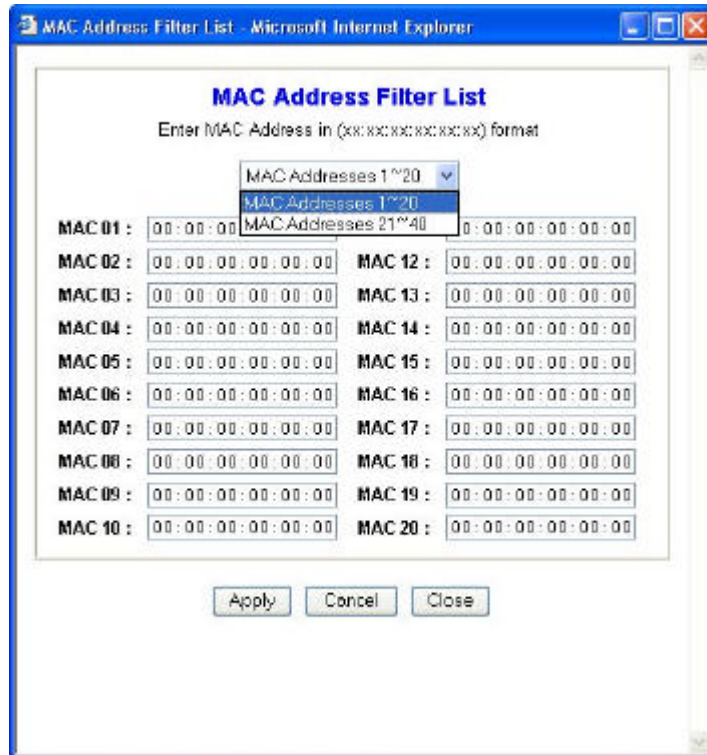 MAC Address Filter List - Microsoft Internet Explorer
MAC Address Filter List
Enter MAC Address in (xx:xx:xx:xx:xx:xx) format
MAC Addresses 1~20
MAC Addresses 1~20
MAC Addresses 21~40
MAC 01 : 00:00:00 0:00:00:00
MAC 02 : 00:00:00:00:00:00 MAC 12 : 00:00:00:00:00:00
MAC 03 : 00:00:00:00:00:00 MAC 13 : 00:00:00:00:00:00
MAC 04 : 00:00:00:00:00:00 MAC 14 : 00:00:00:00:00:00
MAC 05 : 00:00:00:00:00:00 MAC 15 : 00:00:00:00:00:00
MAC 06 : 00:00:00:00:00:00 MAC 16 : 00:00:00:00:00:00
MAC 07 : 00:00:00:00:00:00 MAC 17 : 00:00:00:00:00:00
MAC 08 : 00:00:00:00:00:00 MAC 18 : 00:00:00:00:00:00
MAC 09 : 00:00:00:00:00:00 MAC 19 : 00:00:00:00:00:00
MAC 10 : 00:00:00:00:00:00 MAC 20 : 00:00:00:00:00:00
Apply Cancel Close